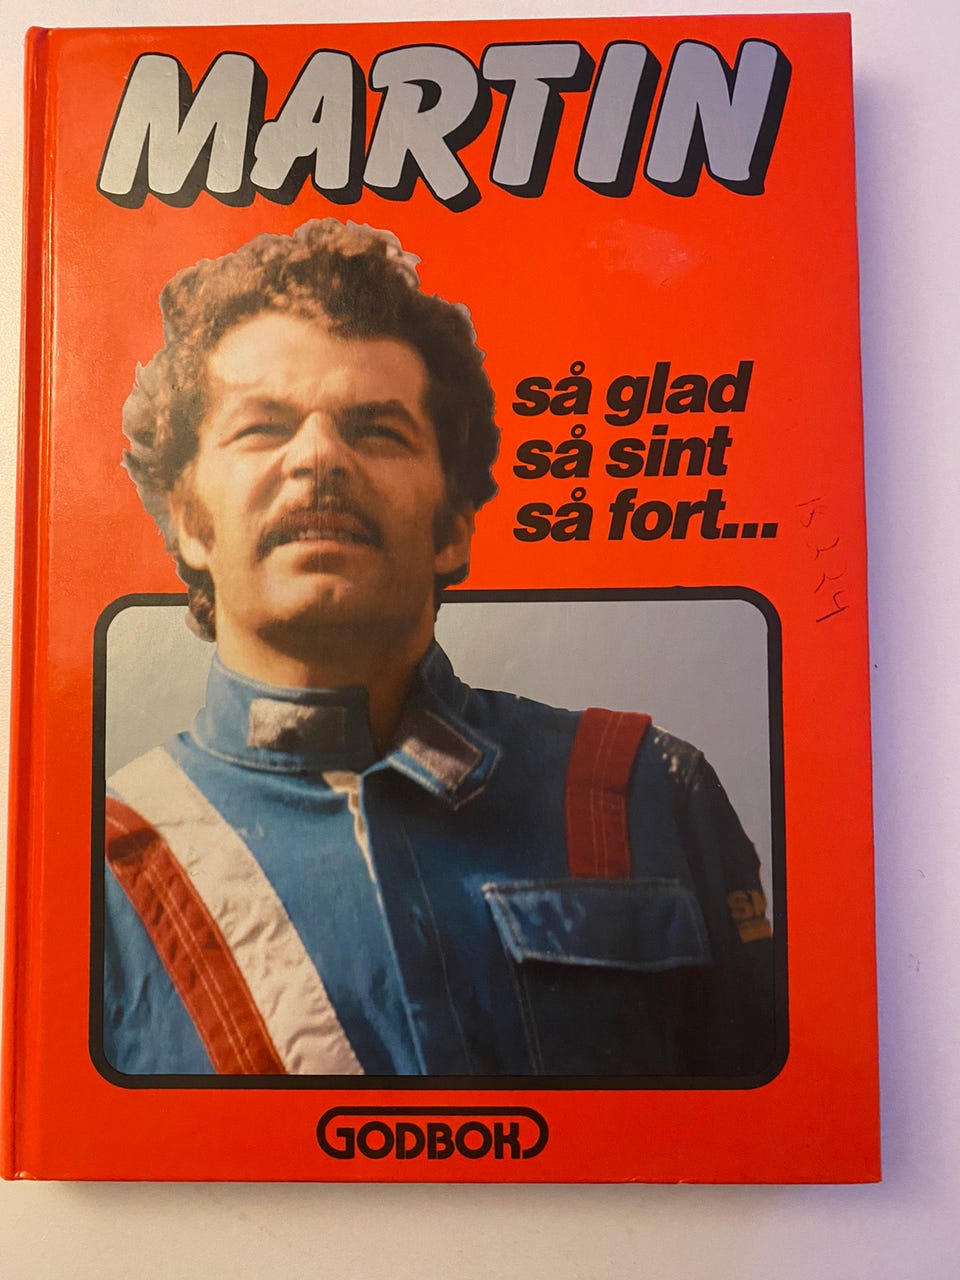 MARTIN
så glad
så sint
så fort...
GODBOK